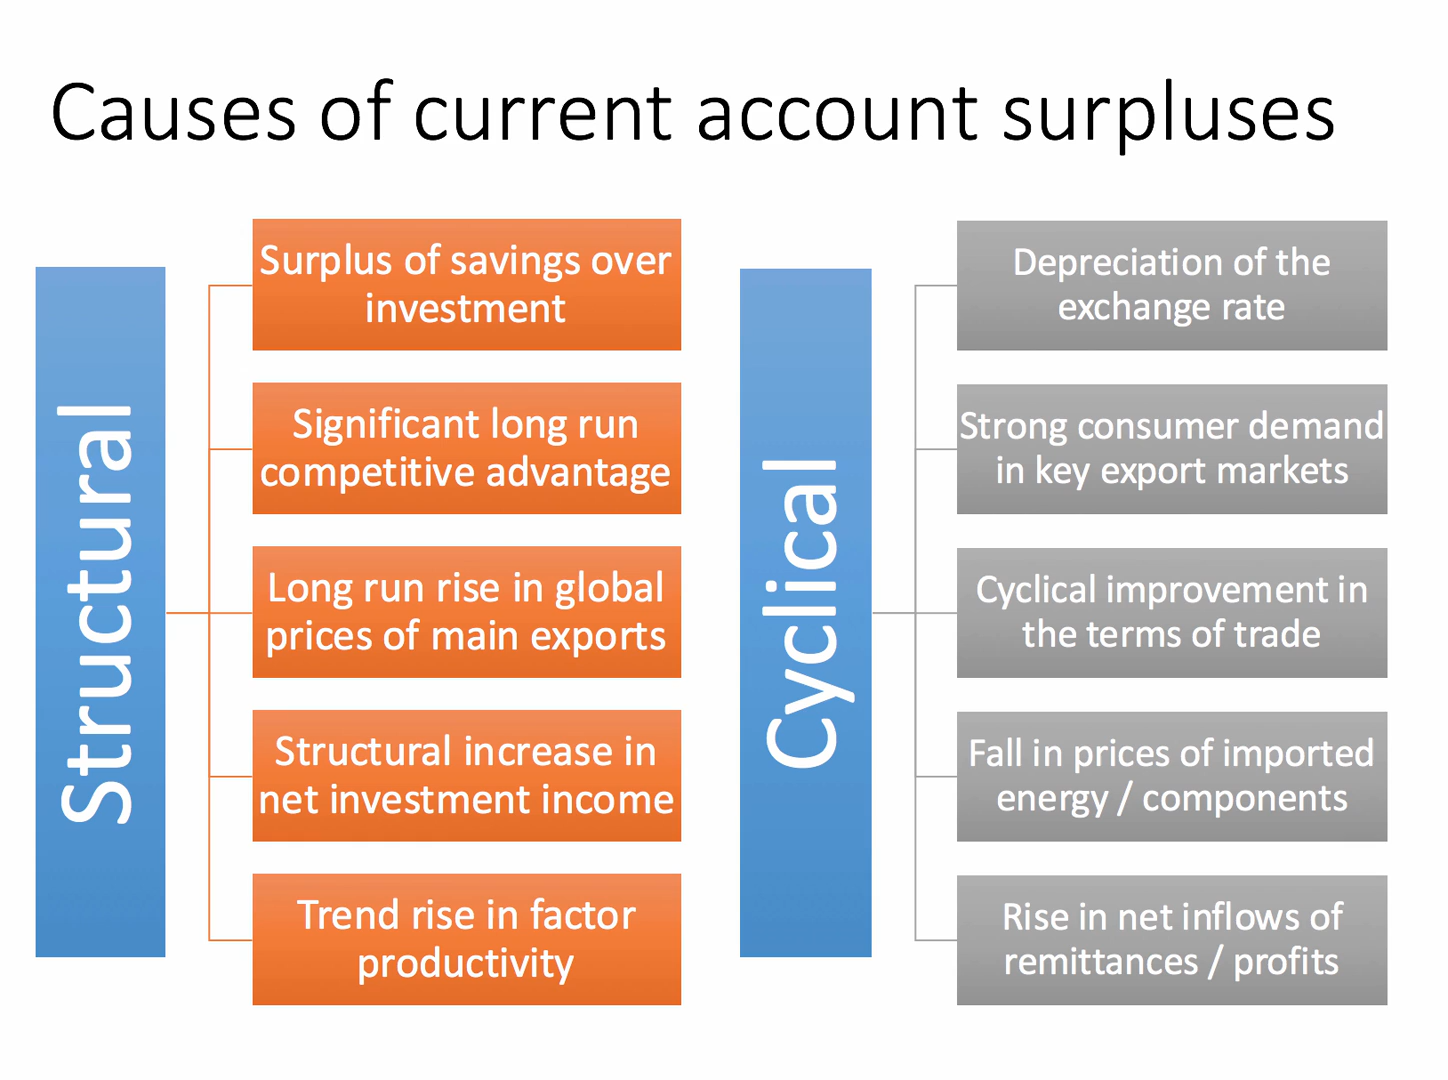 Causes of current account surpluses
Structural
Surplus of savings over
investment
Significant long run
competitive advantage
Long run rise in global
prices of main exports
Structural increase in
net investment income
Trend rise in factor
productivity
Cyclical
Depreciation of the
exchange rate
Strong consumer demand
in key export markets
Cyclical improvement in
the terms of trade
Fall in prices of imported
energy / components
Rise in net inflows of
remittances / profits